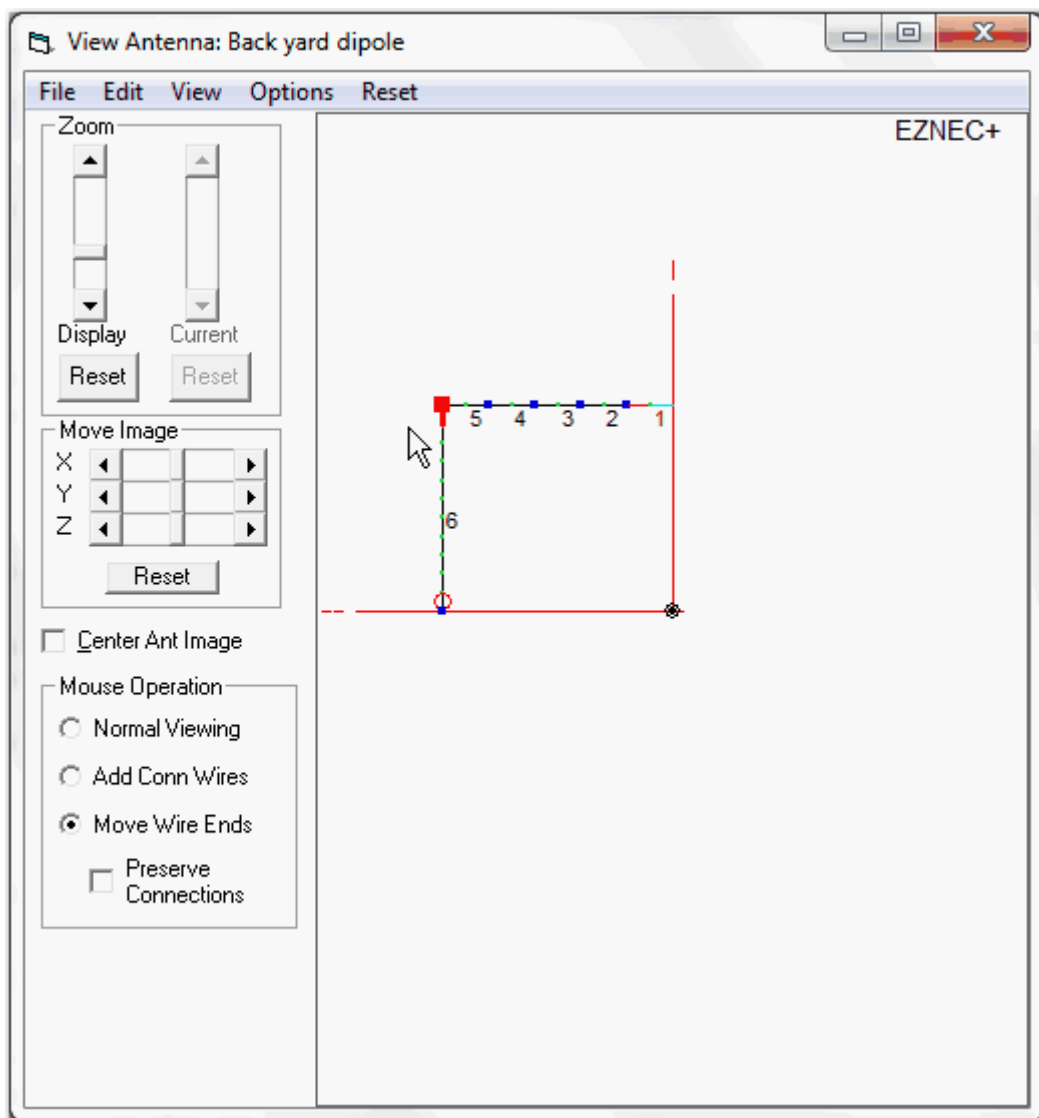 View Antenna: Back yard dipole
File Edit View Options Reset
EZNEC+
Zoom
Display Current
Reset Reset
Move Image
X
Y
Z
Reset
Center Ant Image
Mouse Operation
Normal Viewing
Add Conn Wires
Move Wire Ends
Preserve
Connections
5 4 3 2 1
6